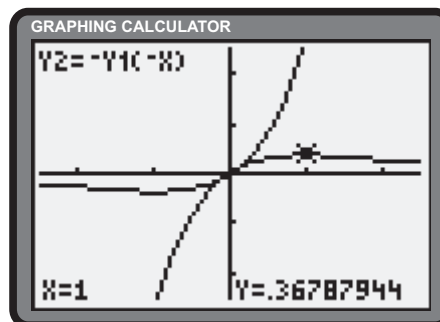 GRAPHING CALCULATOR
Y2=-Y1(-X)
X=1 Y=.36787944